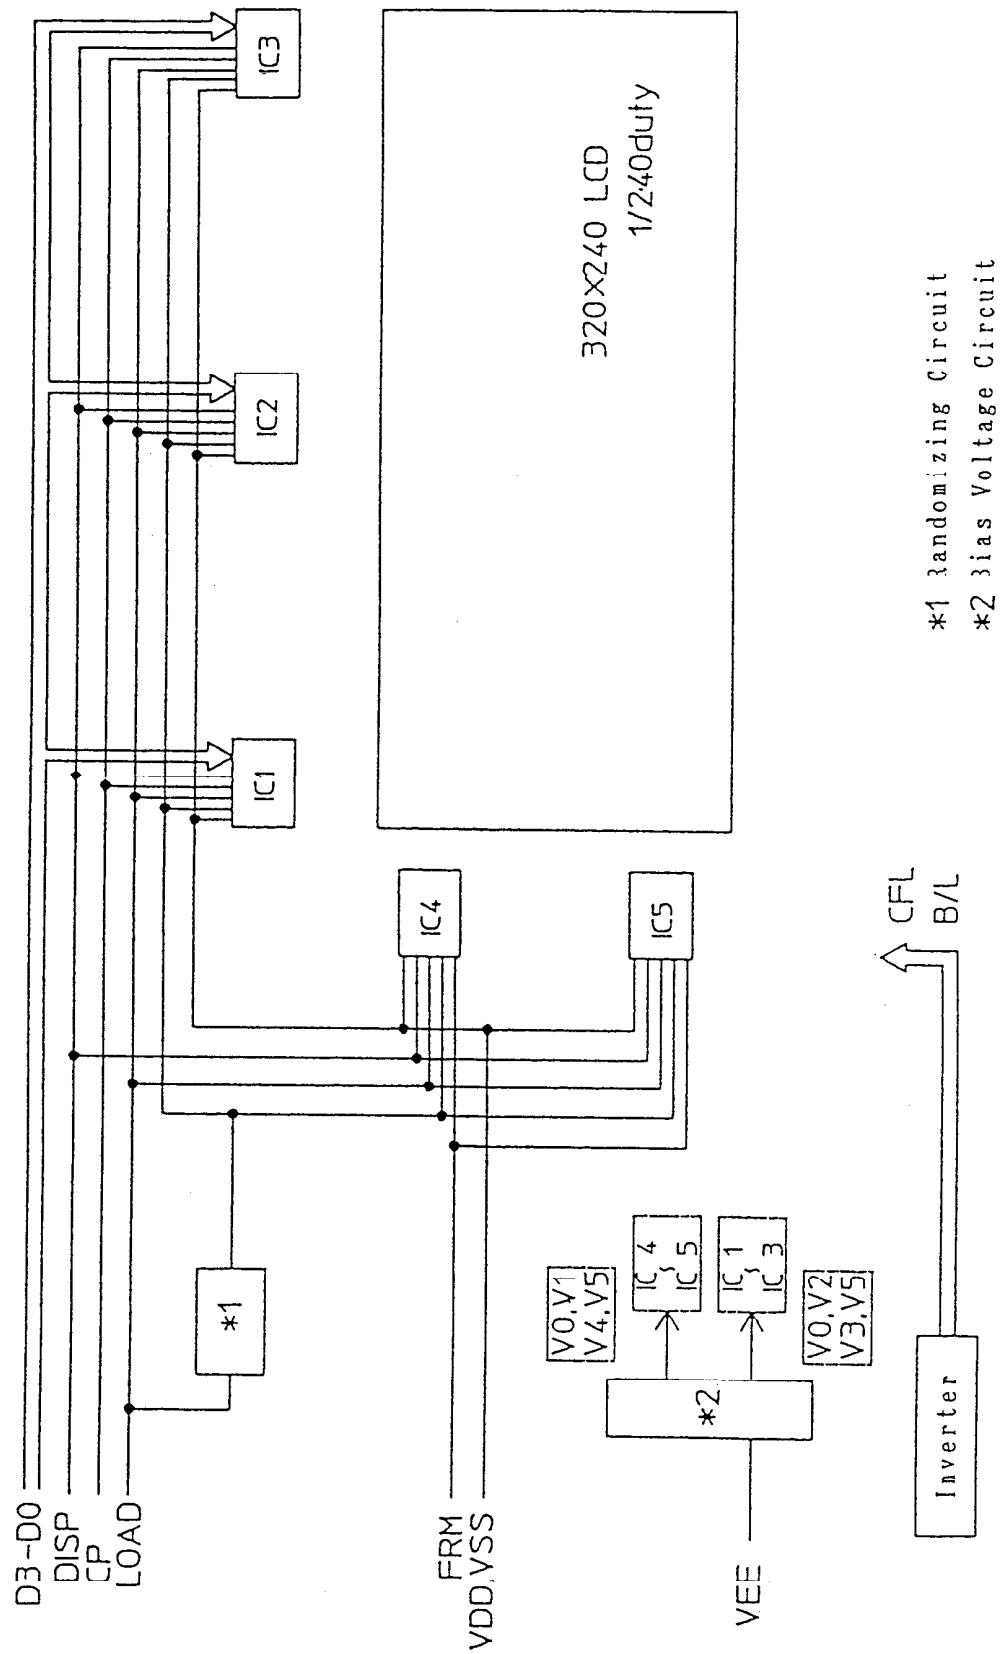 D3-D0
DISP
CP
LOAD
FRM
VDD,VSS
VEE
*1
*2
V0,V1
V4,V5
IC 4
~
IC 5
IC 1
~
IC 3
V0,V2
V3,V5
Inverter
CFL
B/L
IC1
IC2
IC3
IC4
IC5
320X240 LCD
1/240duty
*1 Randomizing Circuit
*2 Bias Voltage Circuit